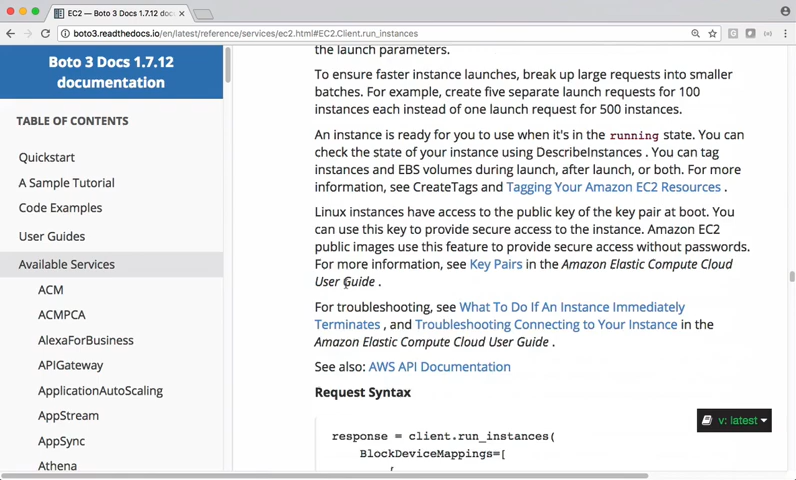 EC2 — Boto 3 Docs 1.7.12 doc
boto3.readthedocs.io/en/latest/reference/services/ec2.html#EC2.Client.run_instances
Boto 3 Docs 1.7.12
documentation
TABLE OF CONTENTS
Quickstart
A Sample Tutorial
Code Examples
User Guides
Available Services
ACM
ACMPCA
AlexaForBusiness
APIGateway
ApplicationAutoScaling
AppStream
AppSync
Athena
the launch parameters.
To ensure faster instance launches, break up large requests into smaller
batches. For example, create five separate launch requests for 100
instances each instead of one launch request for 500 instances.
An instance is ready for you to use when it's in the running state. You can
check the state of your instance using DescribeInstances . You can tag
instances and EBS volumes during launch, after launch, or both. For more
information, see CreateTags and Tagging Your Amazon EC2 Resources .
Linux instances have access to the public key of the key pair at boot. You
can use this key to provide secure access to the instance. Amazon EC2
public images use this feature to provide secure access without passwords.
For more information, see Key Pairs in the Amazon Elastic Compute Cloud
User Guide .
For troubleshooting, see What To Do If An Instance Immediately
Terminates , and Troubleshooting Connecting to Your Instance in the
Amazon Elastic Compute Cloud User Guide .
See also: AWS API Documentation
Request Syntax
response = client.run_instances(
BlockDeviceMappings=[
v: latest